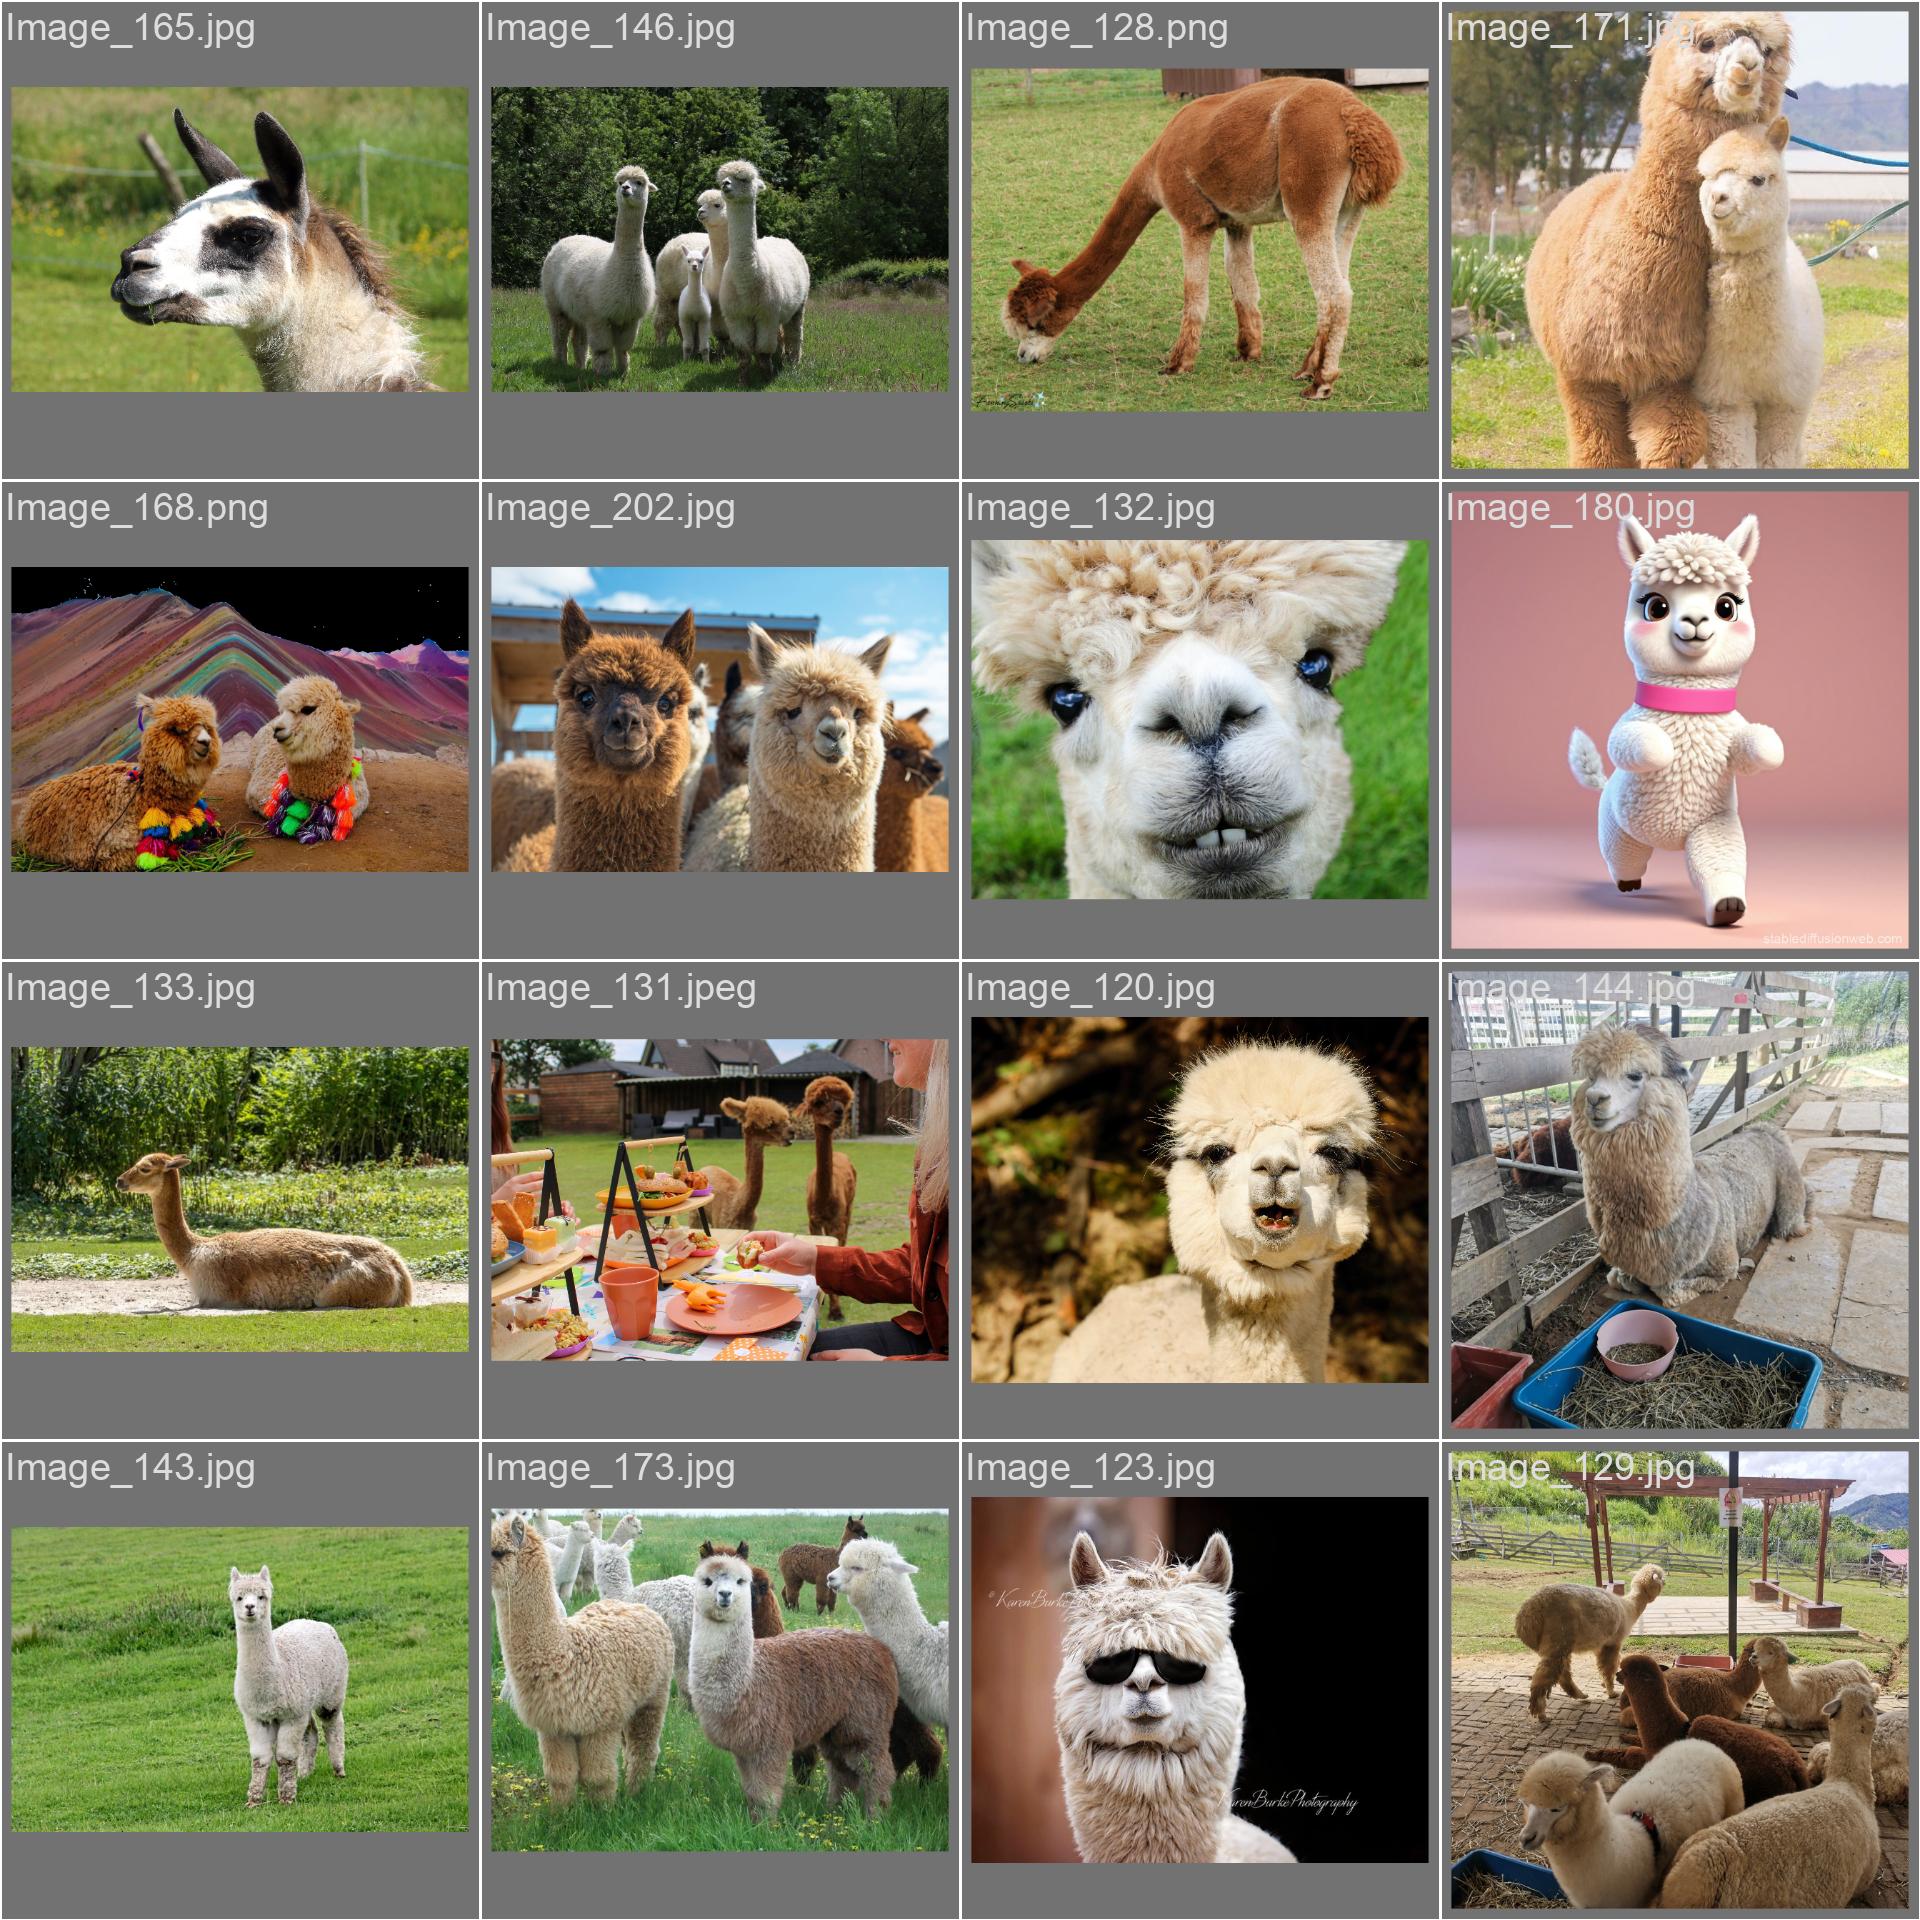 Image_165.jpg
Image_146.jpg
Image_128.png
Image_171.jpg
Image_168.png
Image_202.jpg
Image_132.jpg
Image_180.jpg
stablediffusionweb.com
Image_133.jpg
Image_131.jpeg
Image_120.jpg
Image_144.jpg
Image_143.jpg
Image_173.jpg
Image_123.jpg
Image_129.jpg
KarenBurkePhotography